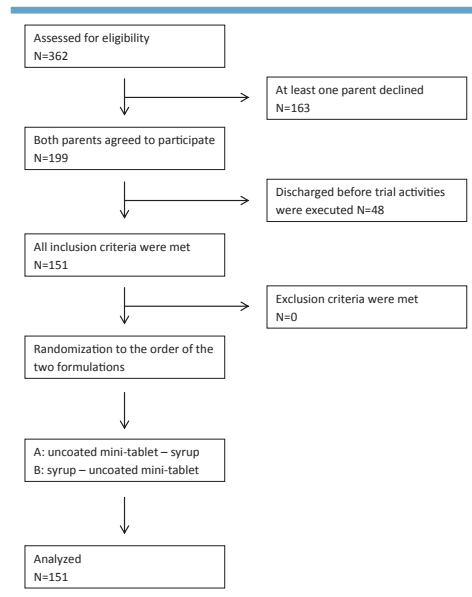 Assessed for eligibility
N=362
At least one parent declined
N=163
Both parents agreed to participate
N=199
Discharged before trial activities
were executed N=48
All inclusion criteria were met
N=151
Exclusion criteria were met
N=0
Randomization to the order of the
two formulations
A: uncoated mini-tablet – syrup
B: syrup – uncoated mini-tablet
Analyzed
N=151